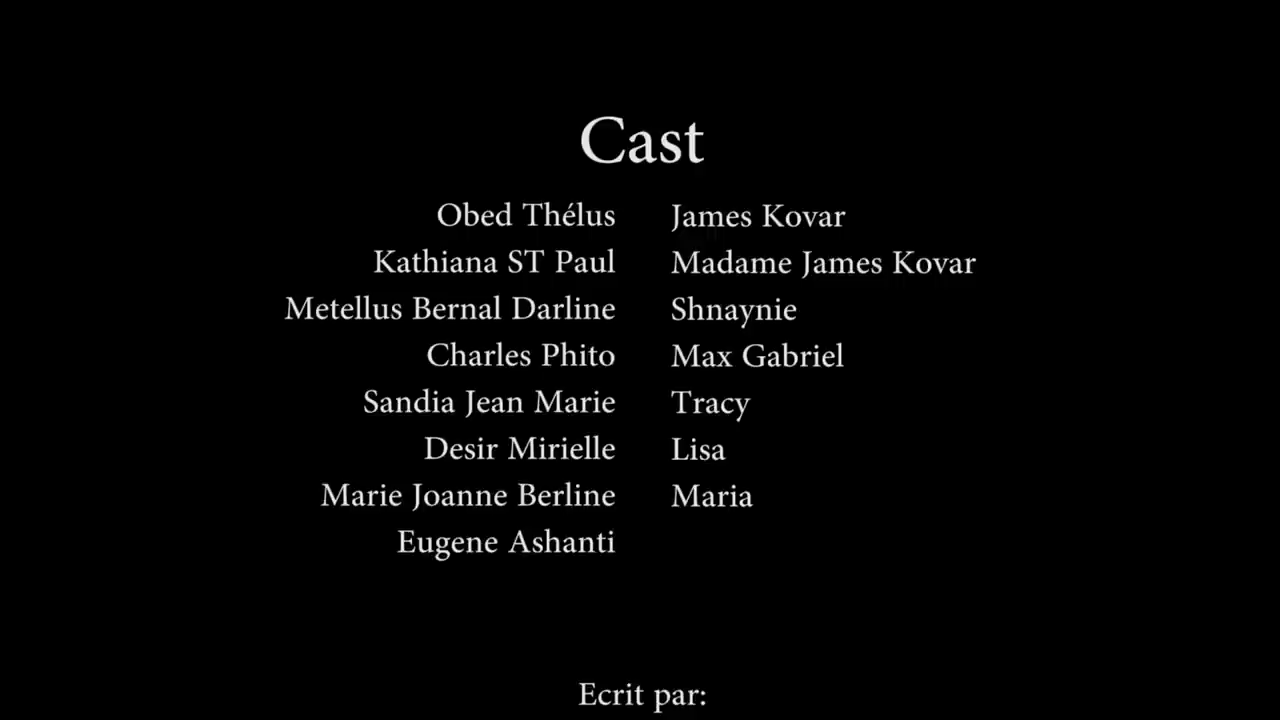 Cast
Obed Thélus James Kovar
Kathiana ST Paul Madame James Kovar
Metellus Bernal Darline Shnaynie
Charles Phito Max Gabriel
Sandia Jean Marie Tracy
Desir Mirielle Lisa
Marie Joanne Berline Maria
Eugene Ashanti
Ecrit par: